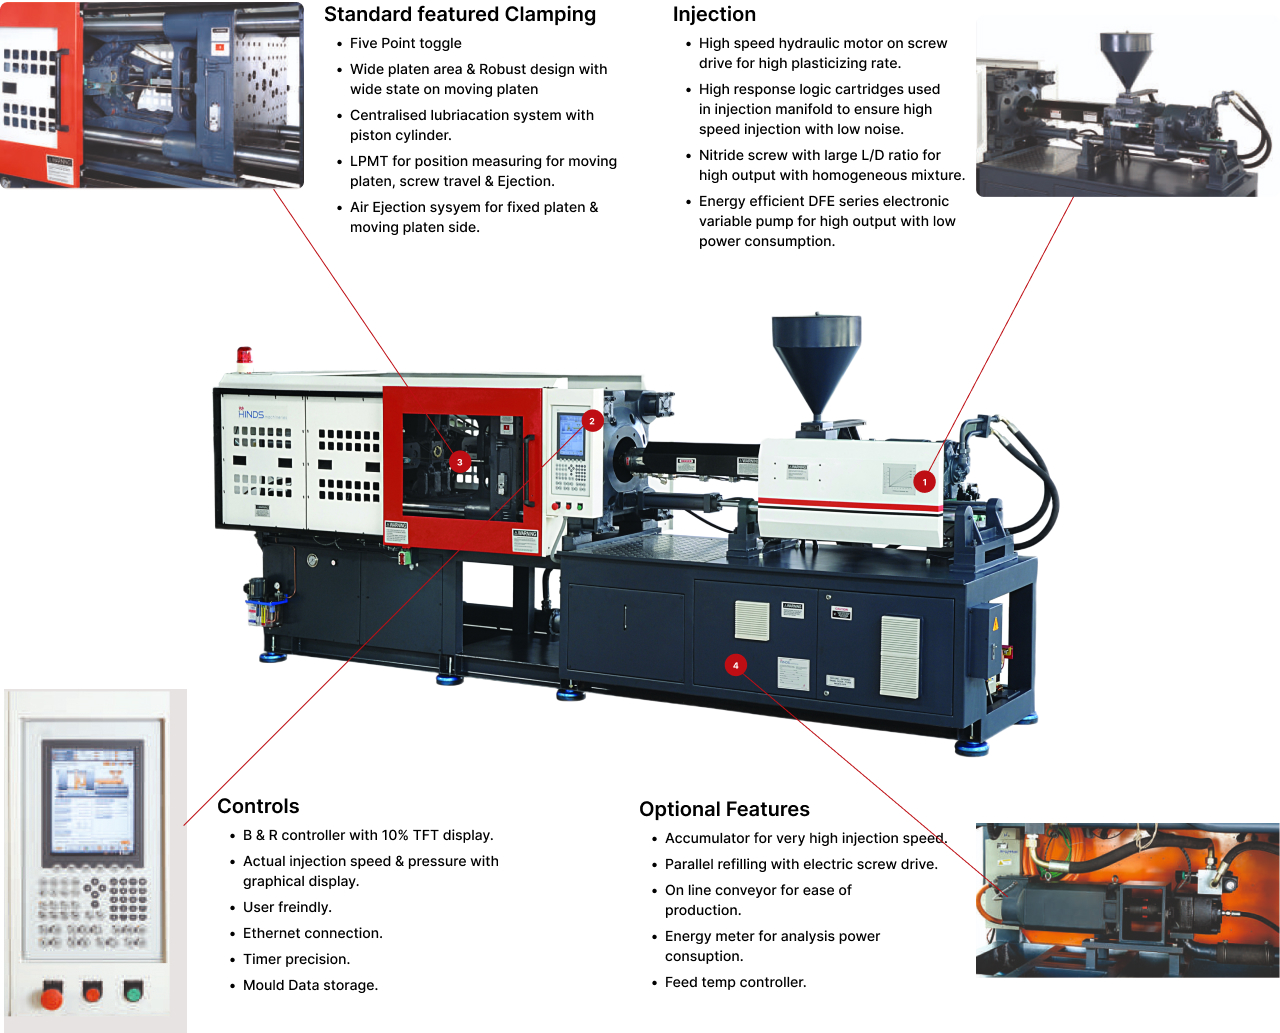 Standard featured Clamping
• Five Point toggle
• Wide platen area & Robust design with
wide state on moving platen
• Centralised lubriacation system with
piston cylinder.
• LPMT for position measuring for moving
platen, screw travel & Ejection.
• Air Ejection sysyem for fixed platen &
moving platen side.
Injection
• High speed hydraulic motor on screw
drive for high plasticizing rate.
• High response logic cartridges used
in injection manifold to ensure high
speed injection with low noise.
• Nitride screw with large L/D ratio for
high output with homogeneous mixture.
• Energy efficient DFE series electronic
variable pump for high output with low
power consumption.
WARNING
HINDS
2
3
1
WARNING
WARNING
4
Controls
• B & R controller with 10% TFT display.
• Actual injection speed & pressure with
graphical display.
• User freindly.
• Ethernet connection.
• Timer precision.
• Mould Data storage.
Optional Features
• Accumulator for very high injection speed.
• Parallel refilling with electric screw drive.
• On line conveyor for ease of
production.
• Energy meter for analysis power
consuption.
• Feed temp controller.